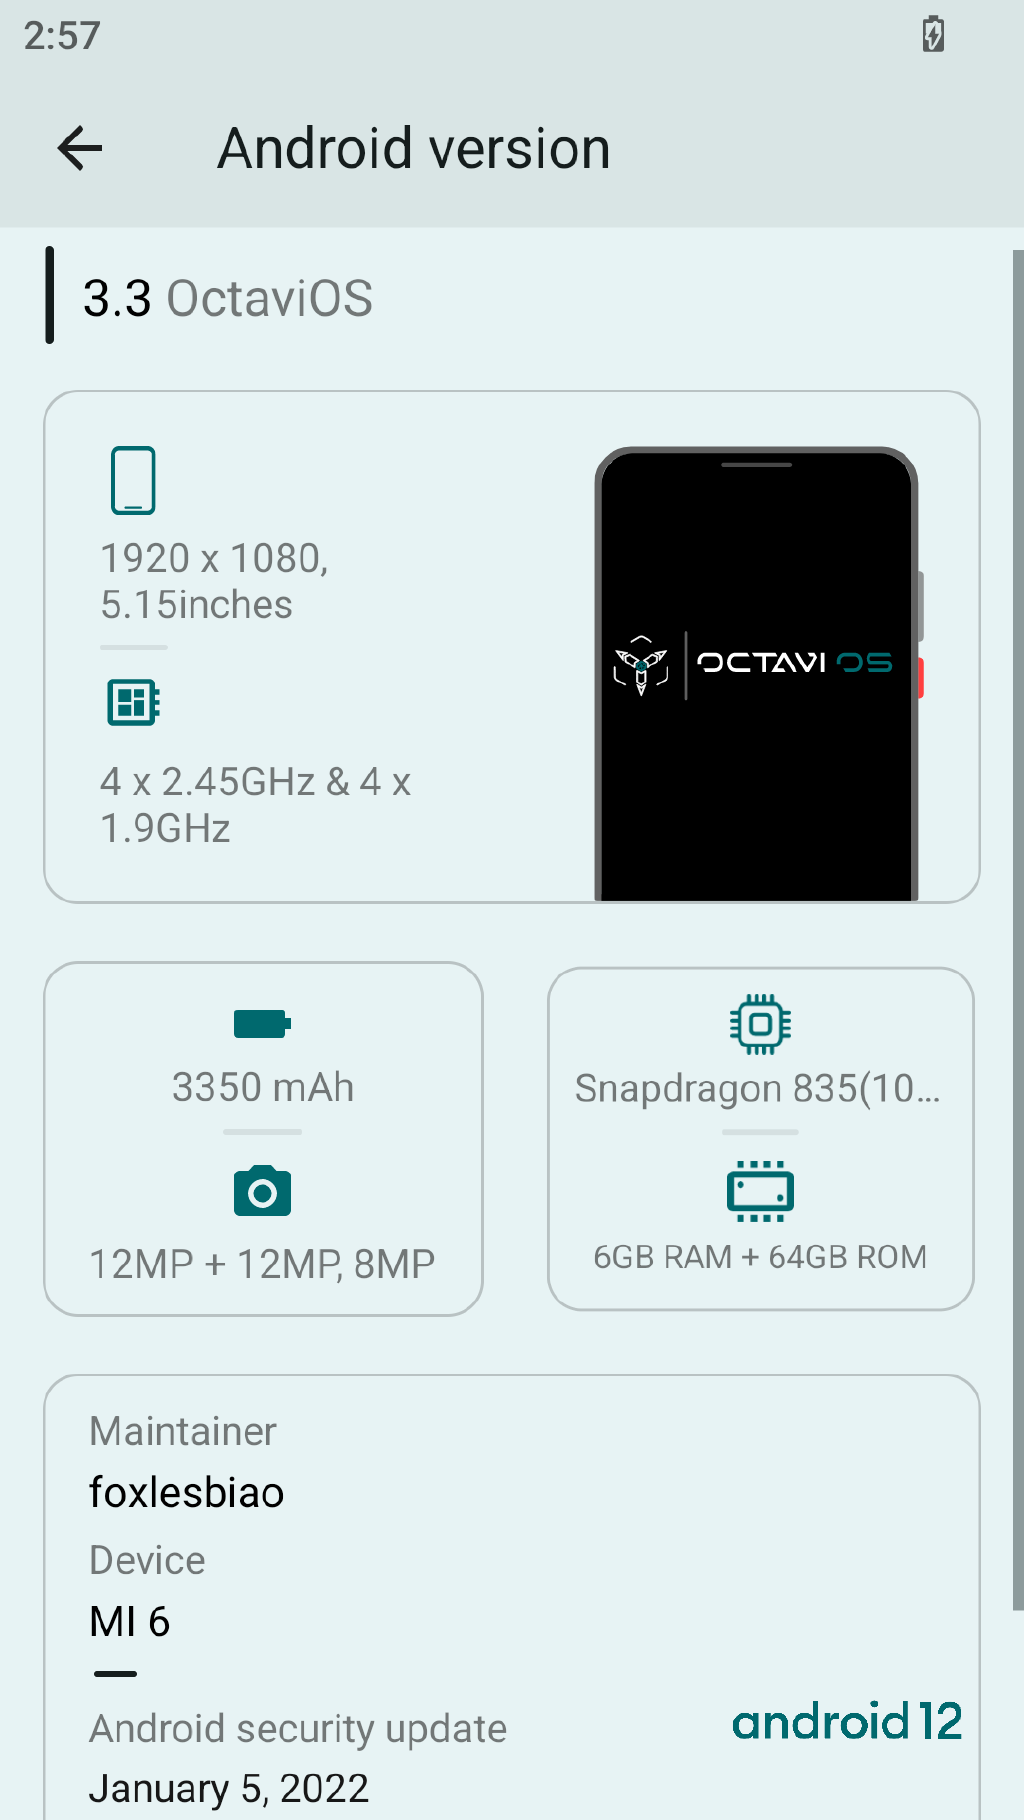 2:57
Android version
3.3 OctaviOS
1920 x 1080,
5.15inches
OCTAVI OS
4 x 2.45GHz & 4 x
1.9GHz
3350 mAh
Snapdragon 835(10...
12MP + 12MP, 8MP
6GB RAM + 64GB ROM
Maintainer
foxlesbiao
Device
MI 6
Android security update
android 12
January 5, 2022